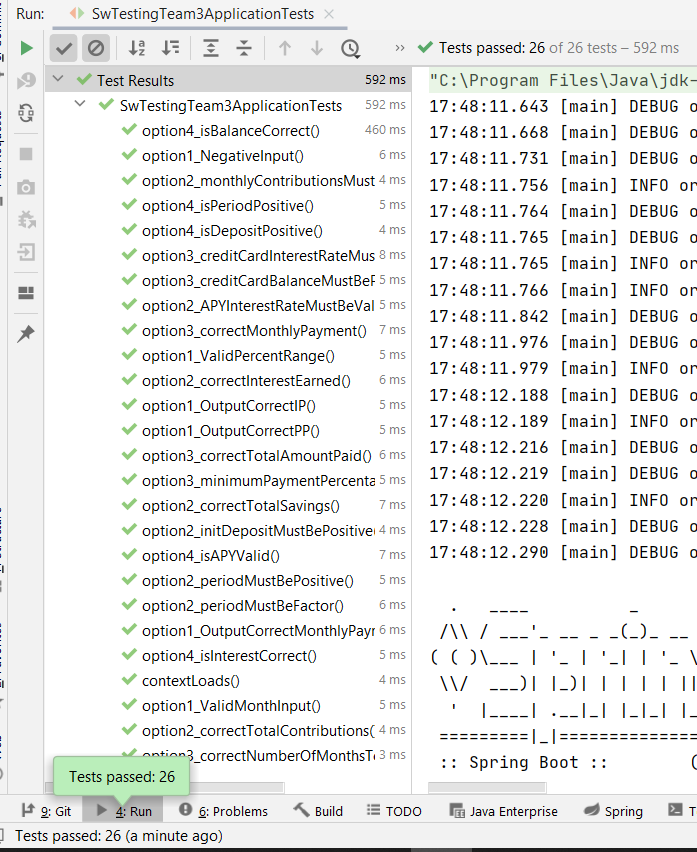 Run: SwTestingTeam3ApplicationTests ×
» Tests passed: 26 of 26 tests – 592 ms
Test Results 592 ms
SwTestingTeam3ApplicationTests 592 ms
option4_isBalanceCorrect() 460 ms
option1_NegativeInput() 6 ms
option2_monthlyContributionsMust 4 ms
option4_isPeriodPositive() 5 ms
option4_isDepositPositive() 4 ms
option3_creditCardInterestRateMus 8 ms
option3_creditCardBalanceMustBeP 5 ms
option2_APYInterestRateMustBeVal 5 ms
option3_correctMonthlyPayment() 7 ms
option1_ValidPercentRange() 5 ms
option2_correctInterestEarned() 6 ms
option1_OutputCorrectIP() 5 ms
option1_OutputCorrectPP() 5 ms
option3_correctTotalAmountPaid() 6 ms
option3_minimumPaymentPercenta 5 ms
option2_correctTotalSavings() 7 ms
option2_initDepositMustBePositive( 4 ms
option4_isAPYValid() 7 ms
option2_periodMustBePositive() 5 ms
option2_periodMustBeFactor() 6 ms
option1_OutputCorrectMonthlyPayr 6 ms
option4_isInterestCorrect() 5 ms
contextLoads() 4 ms
option1_ValidMonthInput() 5 ms
option2_correctTotalContributions( 4 ms
option3_correctNumberOfMonthsTo 3 ms
"C:\Program Files\Java\jdk-
17:48:11.643 [main] DEBUG o
17:48:11.668 [main] DEBUG o
17:48:11.731 [main] DEBUG o
17:48:11.756 [main] INFO or
17:48:11.764 [main] DEBUG o
17:48:11.765 [main] DEBUG o
17:48:11.765 [main] INFO or
17:48:11.766 [main] INFO or
17:48:11.842 [main] DEBUG o
17:48:11.976 [main] DEBUG o
17:48:11.979 [main] INFO or
17:48:12.188 [main] DEBUG o
17:48:12.189 [main] INFO or
17:48:12.216 [main] DEBUG o
17:48:12.219 [main] DEBUG o
17:48:12.220 [main] INFO or
17:48:12.228 [main] DEBUG o
17:48:12.290 [main] DEBUG o
:: Spring Boot :: (
Tests passed: 26
9: Git 4: Run 6: Problems Build TODO Java Enterprise Spring T
Tests passed: 26 (a minute ago)